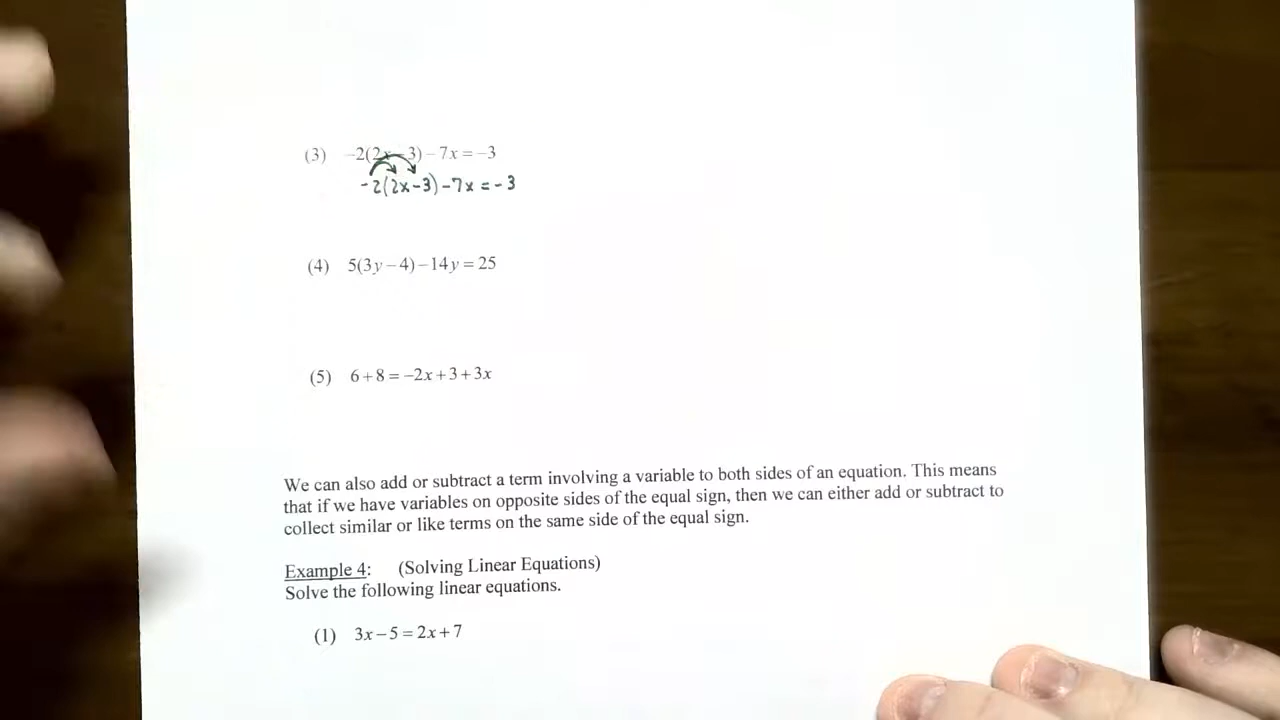 (3) −2(2x−3)−7x=−3
-2(2x-3)-7x=-3
(4) 5(3y−4)−14y=25
(5) 6+8=−2x+3+3x
We can also add or subtract a term involving a variable to both sides of an equation. This means
that if we have variables on opposite sides of the equal sign, then we can either add or subtract to
collect similar or like terms on the same side of the equal sign.
Example 4: (Solving Linear Equations)
Solve the following linear equations.
(1) 3x−5=2x+7